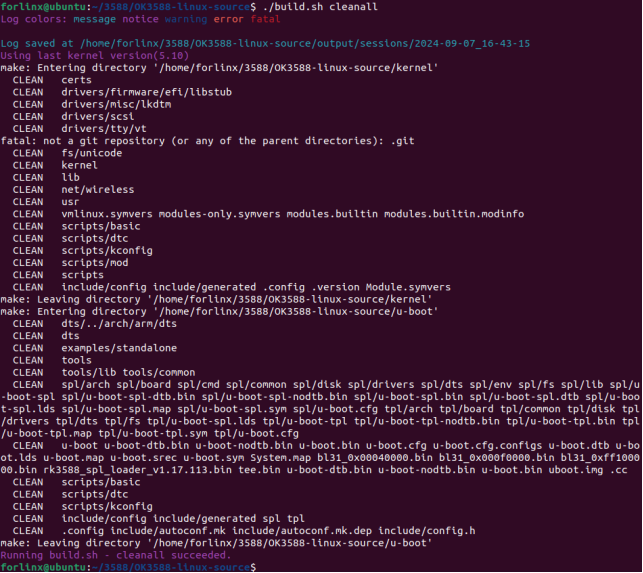 forlinx@ubuntu:~/3588/OK3588-linux-source$ ./build.sh cleanall
Log colors: message notice warning error fatal
Log saved at /home/forlinx/3588/OK3588-linux-source/output/sessions/2024-09-07_16-43-15
Using last kernel version(5.10)
make: Entering directory '/home/forlinx/3588/OK3588-linux-source/kernel'
CLEAN certs
CLEAN drivers/firmware/efi/libstub
CLEAN drivers/misc/lkdtm
CLEAN drivers/scsi
CLEAN drivers/tty/vt
fatal: not a git repository (or any of the parent directories): .git
CLEAN fs/unicode
CLEAN kernel
CLEAN lib
CLEAN net/wireless
CLEAN usr
CLEAN vmlinux.symvers modules-only.symvers modules.builtin modules.builtin.modinfo
CLEAN scripts/basic
CLEAN scripts/dtc
CLEAN scripts/kconfig
CLEAN scripts/mod
CLEAN scripts
CLEAN include/config include/generated .config .version Module.symvers
make: Leaving directory '/home/forlinx/3588/OK3588-linux-source/kernel'
make: Entering directory '/home/forlinx/3588/OK3588-linux-source/u-boot'
CLEAN dts/../arch/arm/dts
CLEAN dts
CLEAN examples/standalone
CLEAN tools
CLEAN tools/lib tools/common
CLEAN spl/arch spl/board spl/cmd spl/common spl/disk spl/drivers spl/dts spl/env spl/fs spl/lib spl/u
-boot-spl spl/u-boot-spl-dtb.bin spl/u-boot-spl-nodtb.bin spl/u-boot-spl.bin spl/u-boot-spl.dtb spl/u-boo
t-spl.lds spl/u-boot-spl.map spl/u-boot-spl.sym spl/u-boot.cfg tpl/arch tpl/board tpl/common tpl/disk tpl
/drivers tpl/dts tpl/fs tpl/u-boot-spl.lds tpl/u-boot-tpl tpl/u-boot-tpl-nodtb.bin tpl/u-boot-tpl.bin tpl
/u-boot-tpl.map tpl/u-boot-tpl.sym tpl/u-boot.cfg
CLEAN u-boot u-boot-dtb.bin u-boot-nodtb.bin u-boot.bin u-boot.cfg u-boot.cfg.configs u-boot.dtb u-bo
ot.lds u-boot.map u-boot.srec u-boot.sym System.map bl31_0x00040000.bin bl31_0x000f0000.bin bl31_0xff1000
00.bin rk3588_spl_loader_v1.17.113.bin tee.bin u-boot-dtb.bin u-boot-nodtb.bin u-boot.bin uboot.img .cc
CLEAN scripts/basic
CLEAN scripts/dtc
CLEAN scripts/kconfig
CLEAN include/config include/generated spl tpl
CLEAN .config include/autoconf.mk include/autoconf.mk.dep include/config.h
make: Leaving directory '/home/forlinx/3588/OK3588-linux-source/u-boot'
Running build.sh - cleanall succeeded.
forlinx@ubuntu:~/3588/OK3588-linux-source$